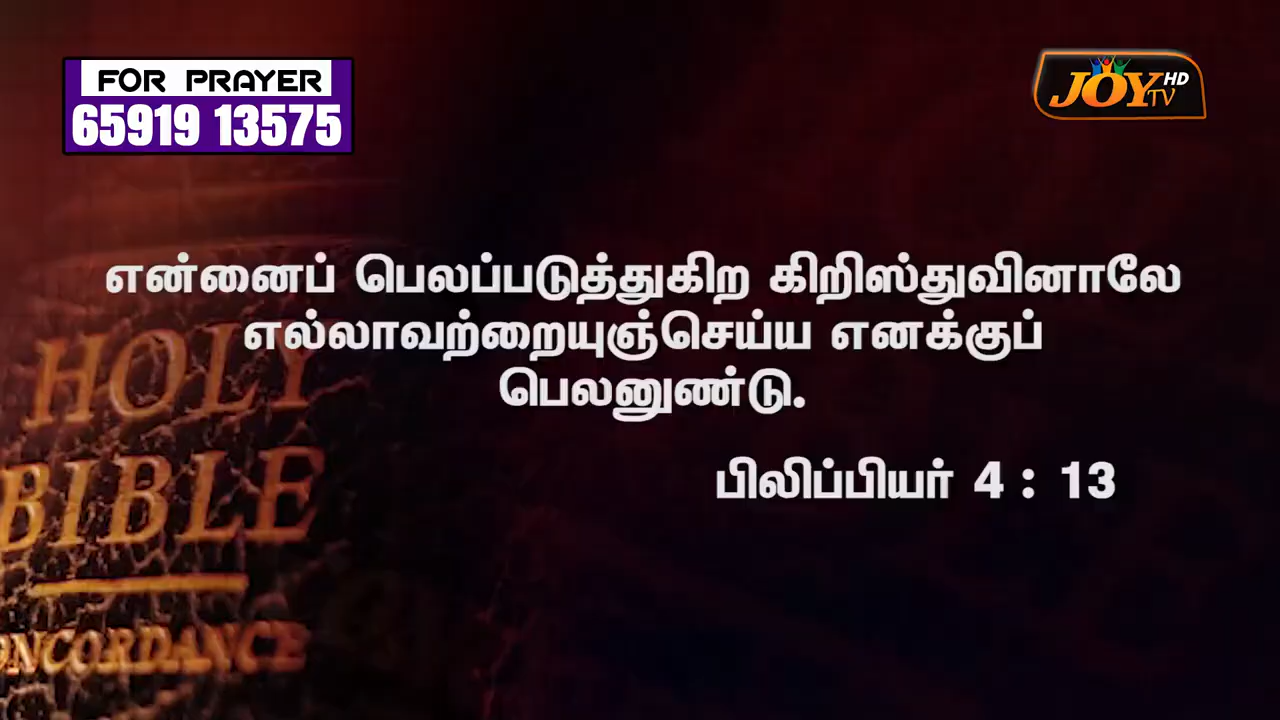 FOR PRAYER
65919 13575
JOY TV HD
என்னைப் பெலப்படுத்துகிற கிறிஸ்துவினாலே
எல்லாவற்றையுஞ்செய்ய எனக்குப்
பெலனுண்டு.
பிலிப்பியர் 4 : 13
HOLY
BIBLE
ONCORDANCE